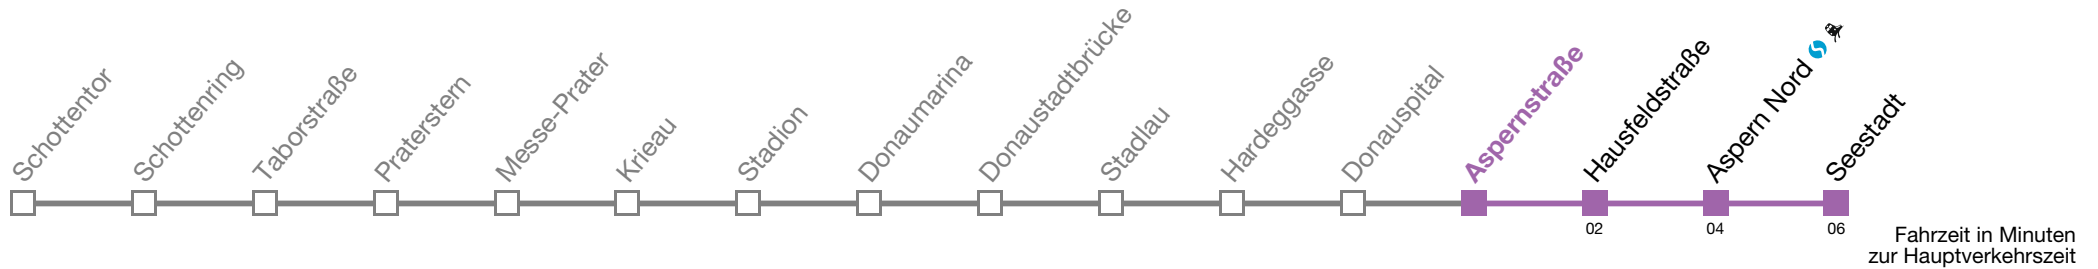 Schottentor
Schottenring
Taborstraße
Praterstern
Messe-Prater
Krieau
Stadion
Donaumarina
Donaustadtbrücke
Stadlau
Hardeggasse
Donauspital
Aspernstraße
Hausfeldstraße
Aspern Nord
Seestadt
02
04
06
Fahrzeit in Minuten
zur Hauptverkehrszeit